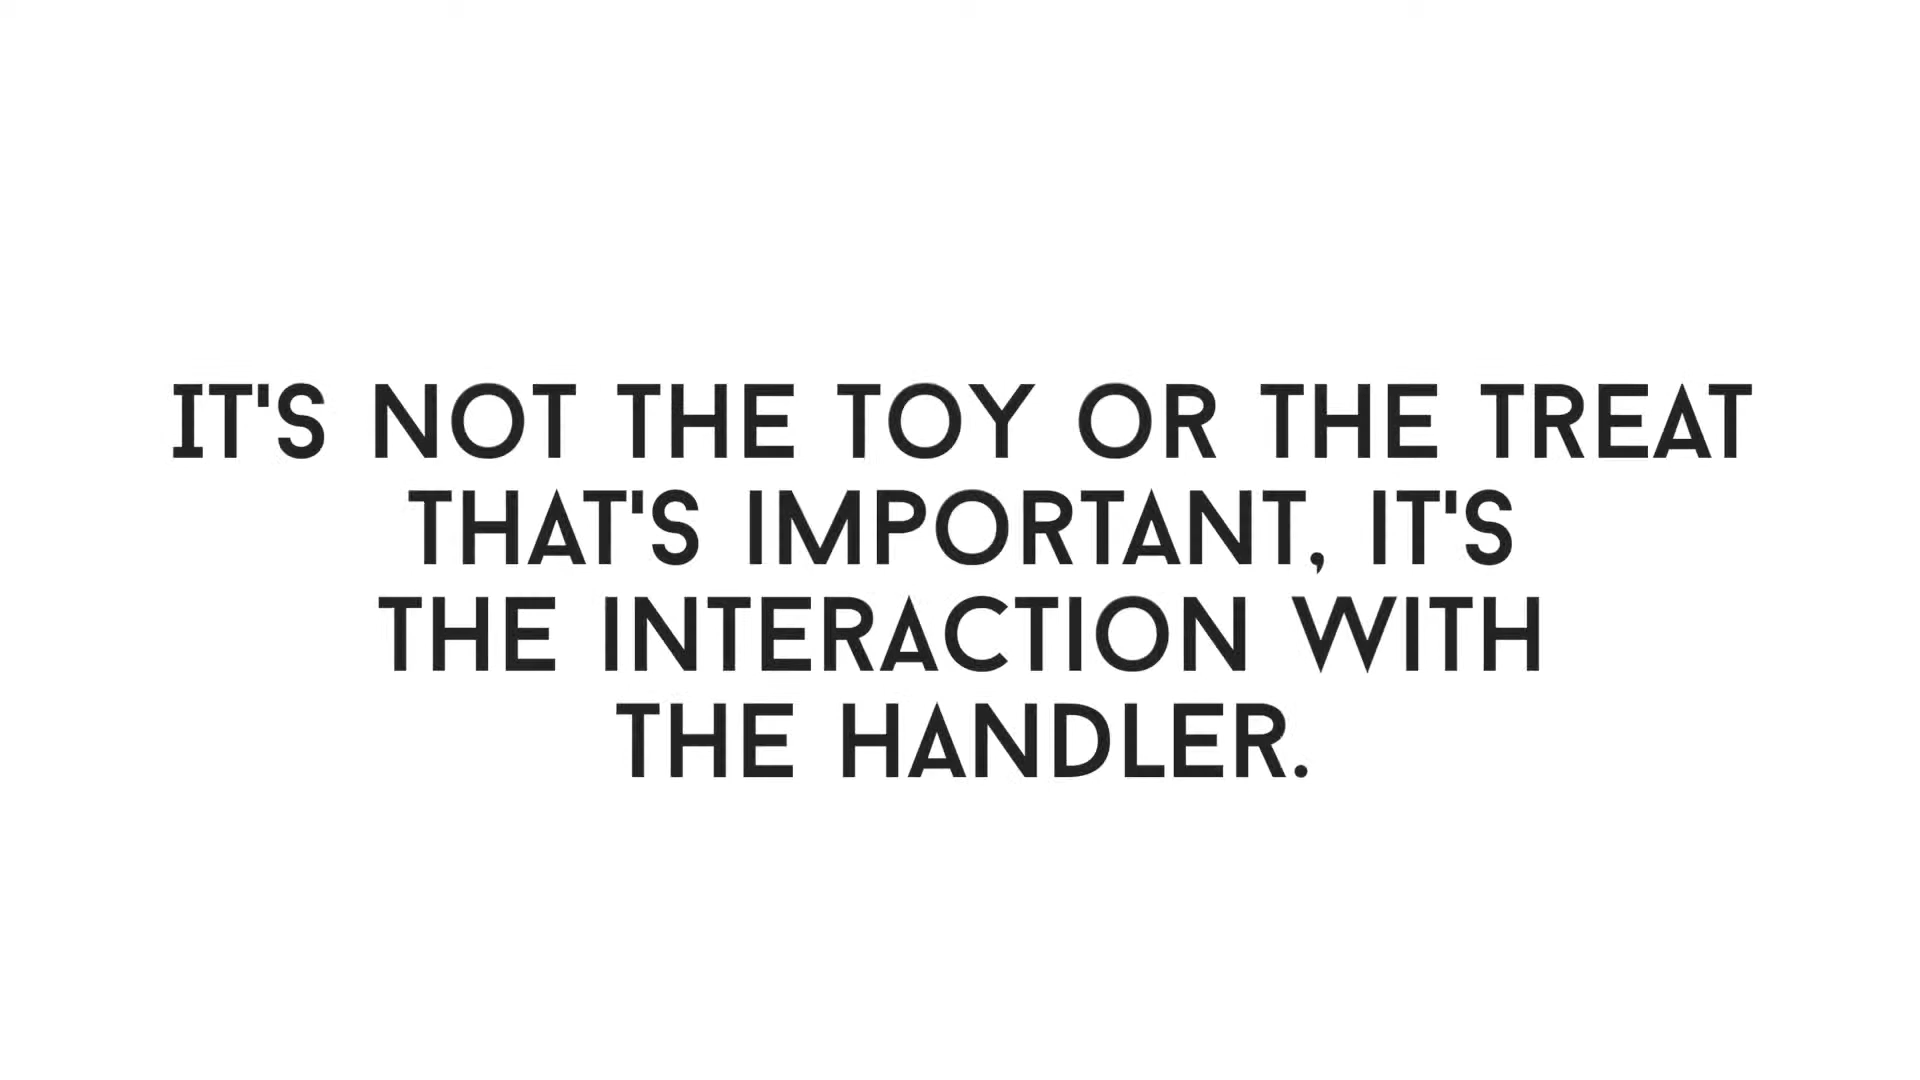 IT'S NOT THE TOY OR THE TREAT
THAT'S IMPORTANT, IT'S
THE INTERACTION WITH
THE HANDLER.